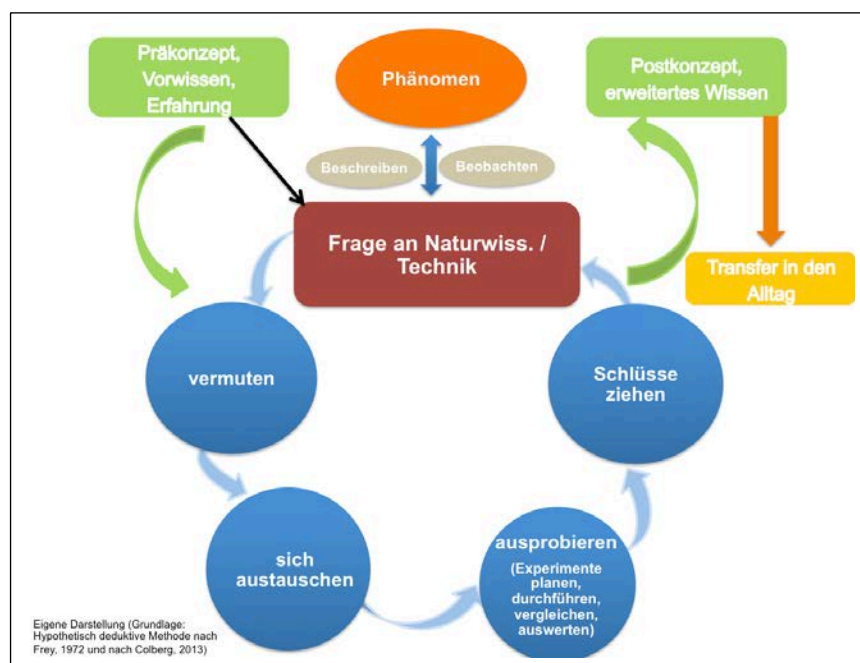 Präkonzept,
Vorwissen,
Erfahrung
Phänomen
Postkonzept,
erweitertes Wissen
Beschreiben
Beobachten
Frage an Naturwiss. /
Technik
Transfer in den
Alltag
vermuten
Schlüsse
ziehen
sich
austauschen
ausprobieren
(Experimente
planen,
durchführen,
vergleichen,
auswerten)
Eigene Darstellung (Grundlage:
Hypothetisch deduktive Methode nach
Frey, 1972 und nach Colberg, 2013)